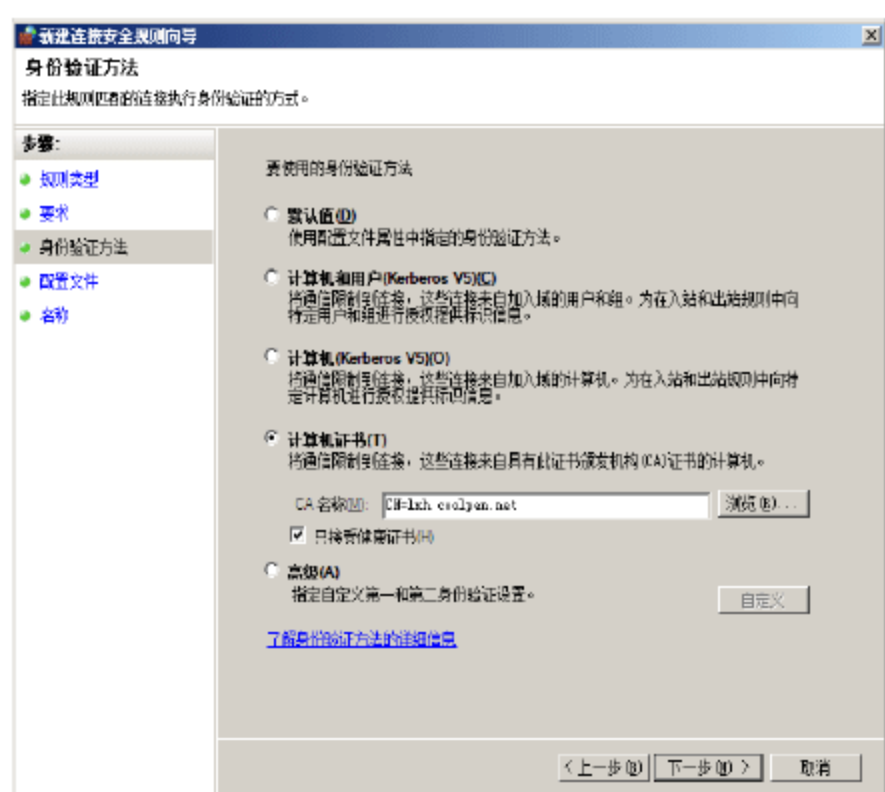 新建连接安全规则向导
身份验证方法
指定此规则匹配的连接执行身份验证的方式。
步骤:
规则类型
要求
身份验证方法
配置文件
名称
要使用的身份验证方法
默认值(D)
使用配置文件属性中指定的身份验证方法。
计算机和用户(Kerberos V5)(C)
将通信限制到连接，这些连接来自加入域的用户和组。为在入站和出站规则中向
特定用户和组进行授权提供标识信息。
计算机(Kerberos V5)(O)
将通信限制到连接，这些连接来自加入域的计算机。为在入站和出站规则中向特
定计算机进行授权提供标识信息。
计算机证书(T)
将通信限制到连接，这些连接来自具有此证书颁发机构(CA)证书的计算机。
CA 名称(M):
CN=lxh.coolpen.net
浏览(B)...
只接受健康证书(H)
高级(A)
指定自定义第一和第二身份验证设置。
自定义
了解身份验证方法的详细信息
<上一步(B)
下一步(N) >
取消